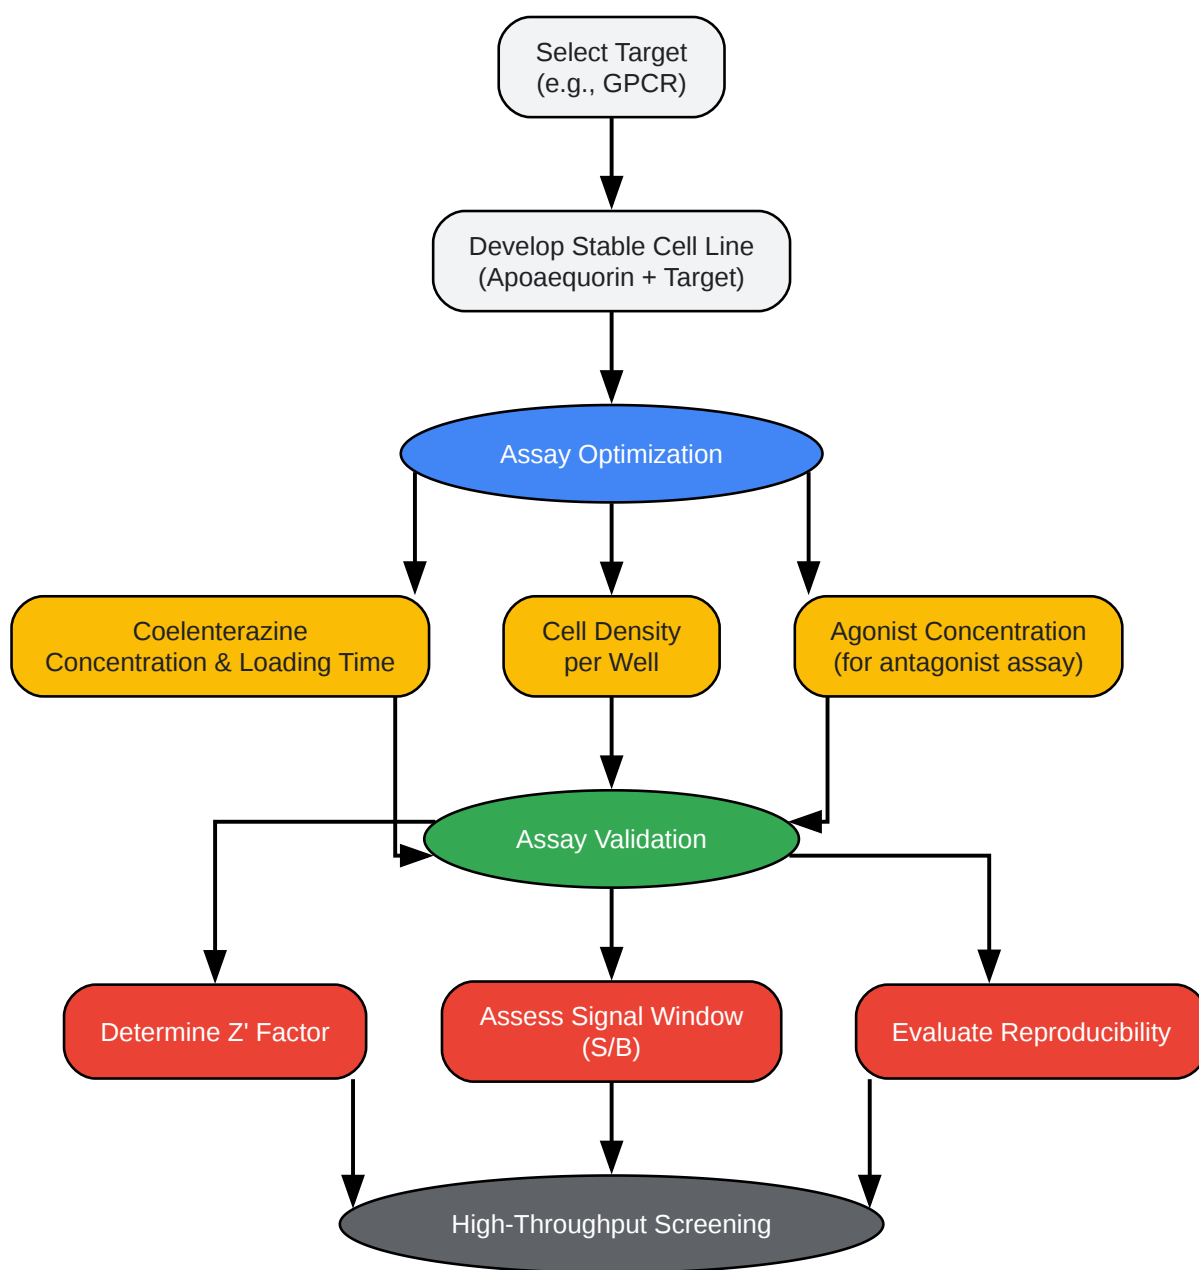 Select Target
(e.g., GPCR)
Develop Stable Cell Line
(Apoaequorin + Target)
Assay Optimization
Coelenterazine
Concentration & Loading Time
Cell Density
per Well
Agonist Concentration
(for antagonist assay)
Assay Validation
Determine Z' Factor
Assess Signal Window
(S/B)
Evaluate Reproducibility
High-Throughput Screening